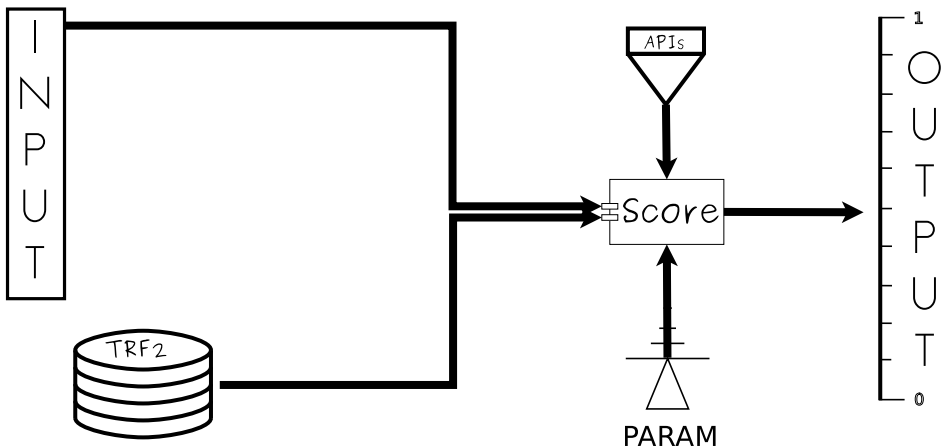 INPUT
TRF2
APIs
Score
PARAM
1
OUTPUT
0